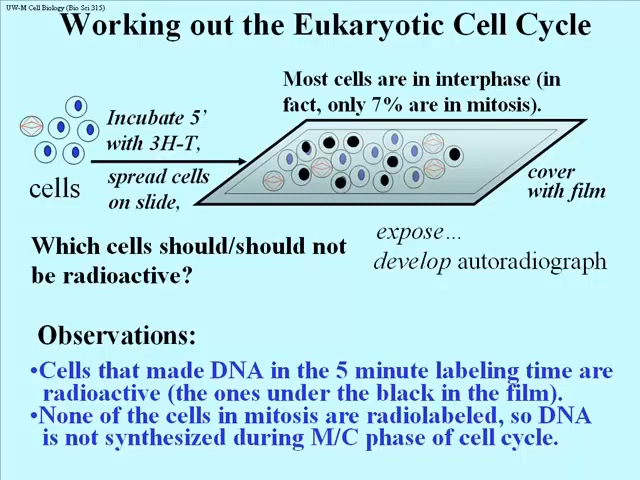 UW-M Cell Biology (Bio Sci 315)
Working out the Eukaryotic Cell Cycle
Most cells are in interphase (in
fact, only 7% are in mitosis).
Incubate 5’
with 3H-T,
spread cells
on slide,
cells
cover
with film
Which cells should/should not
be radioactive?
expose…
develop autoradiograph
Observations:
•Cells that made DNA in the 5 minute labeling time are
radioactive (the ones under the black in the film).
•None of the cells in mitosis are radiolabeled, so DNA
is not synthesized during M/C phase of cell cycle.